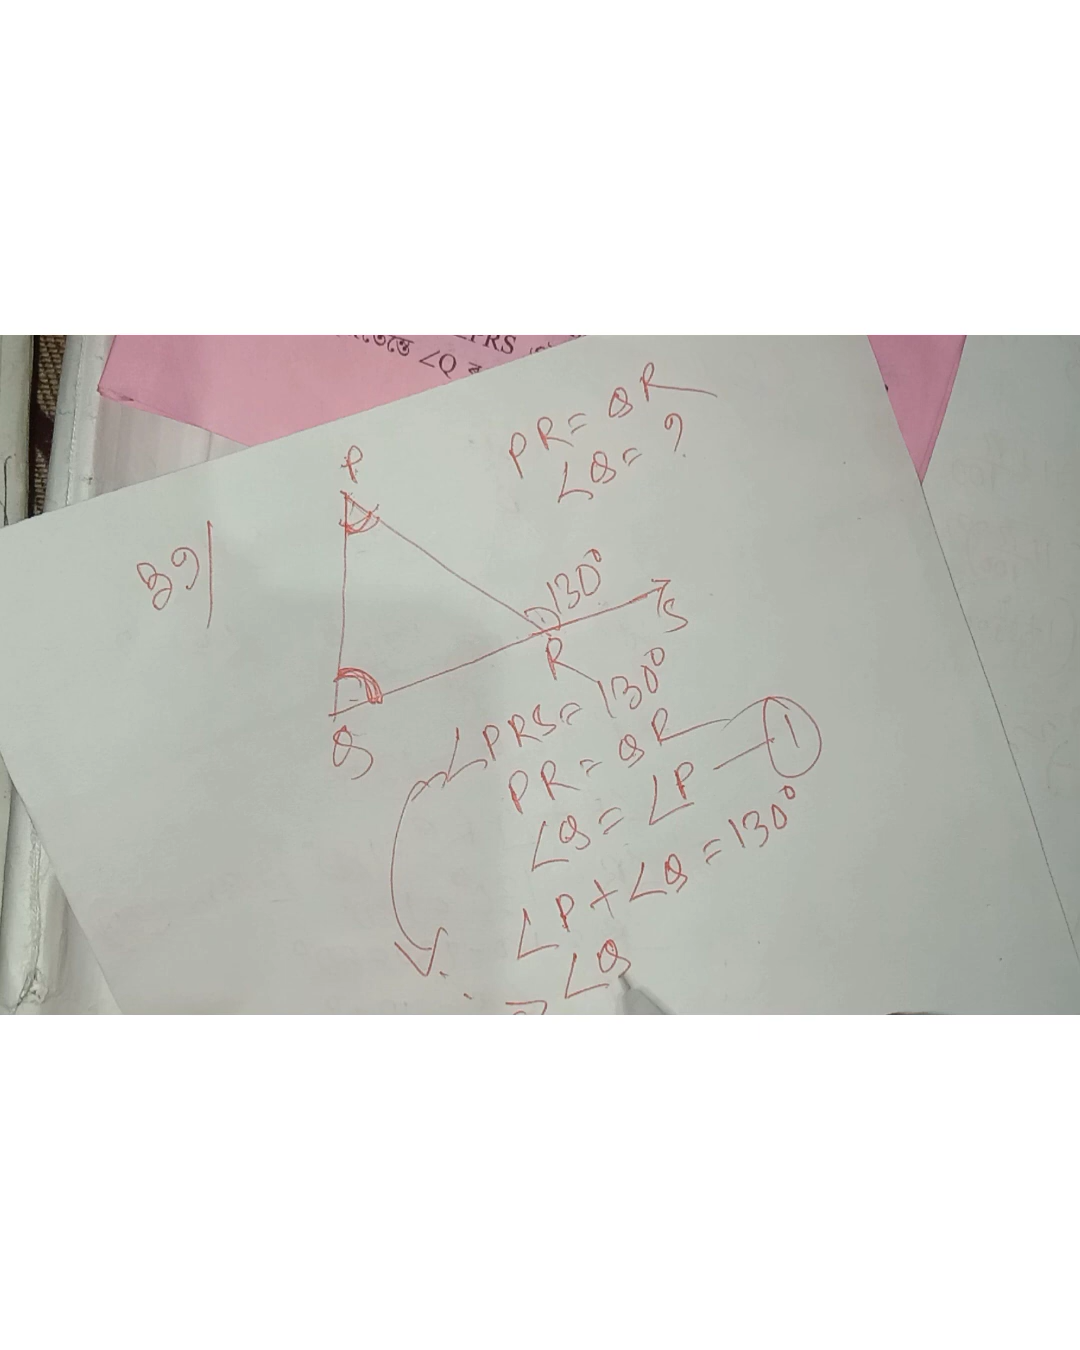 ∠PRS
∠Q
PR = QR
∠Q = ?
P
39
130°
S
R
Q
∠PRS = 130°
PR = QR
∠Q = ∠P — 1
∠P + ∠Q = 130°
∠Q